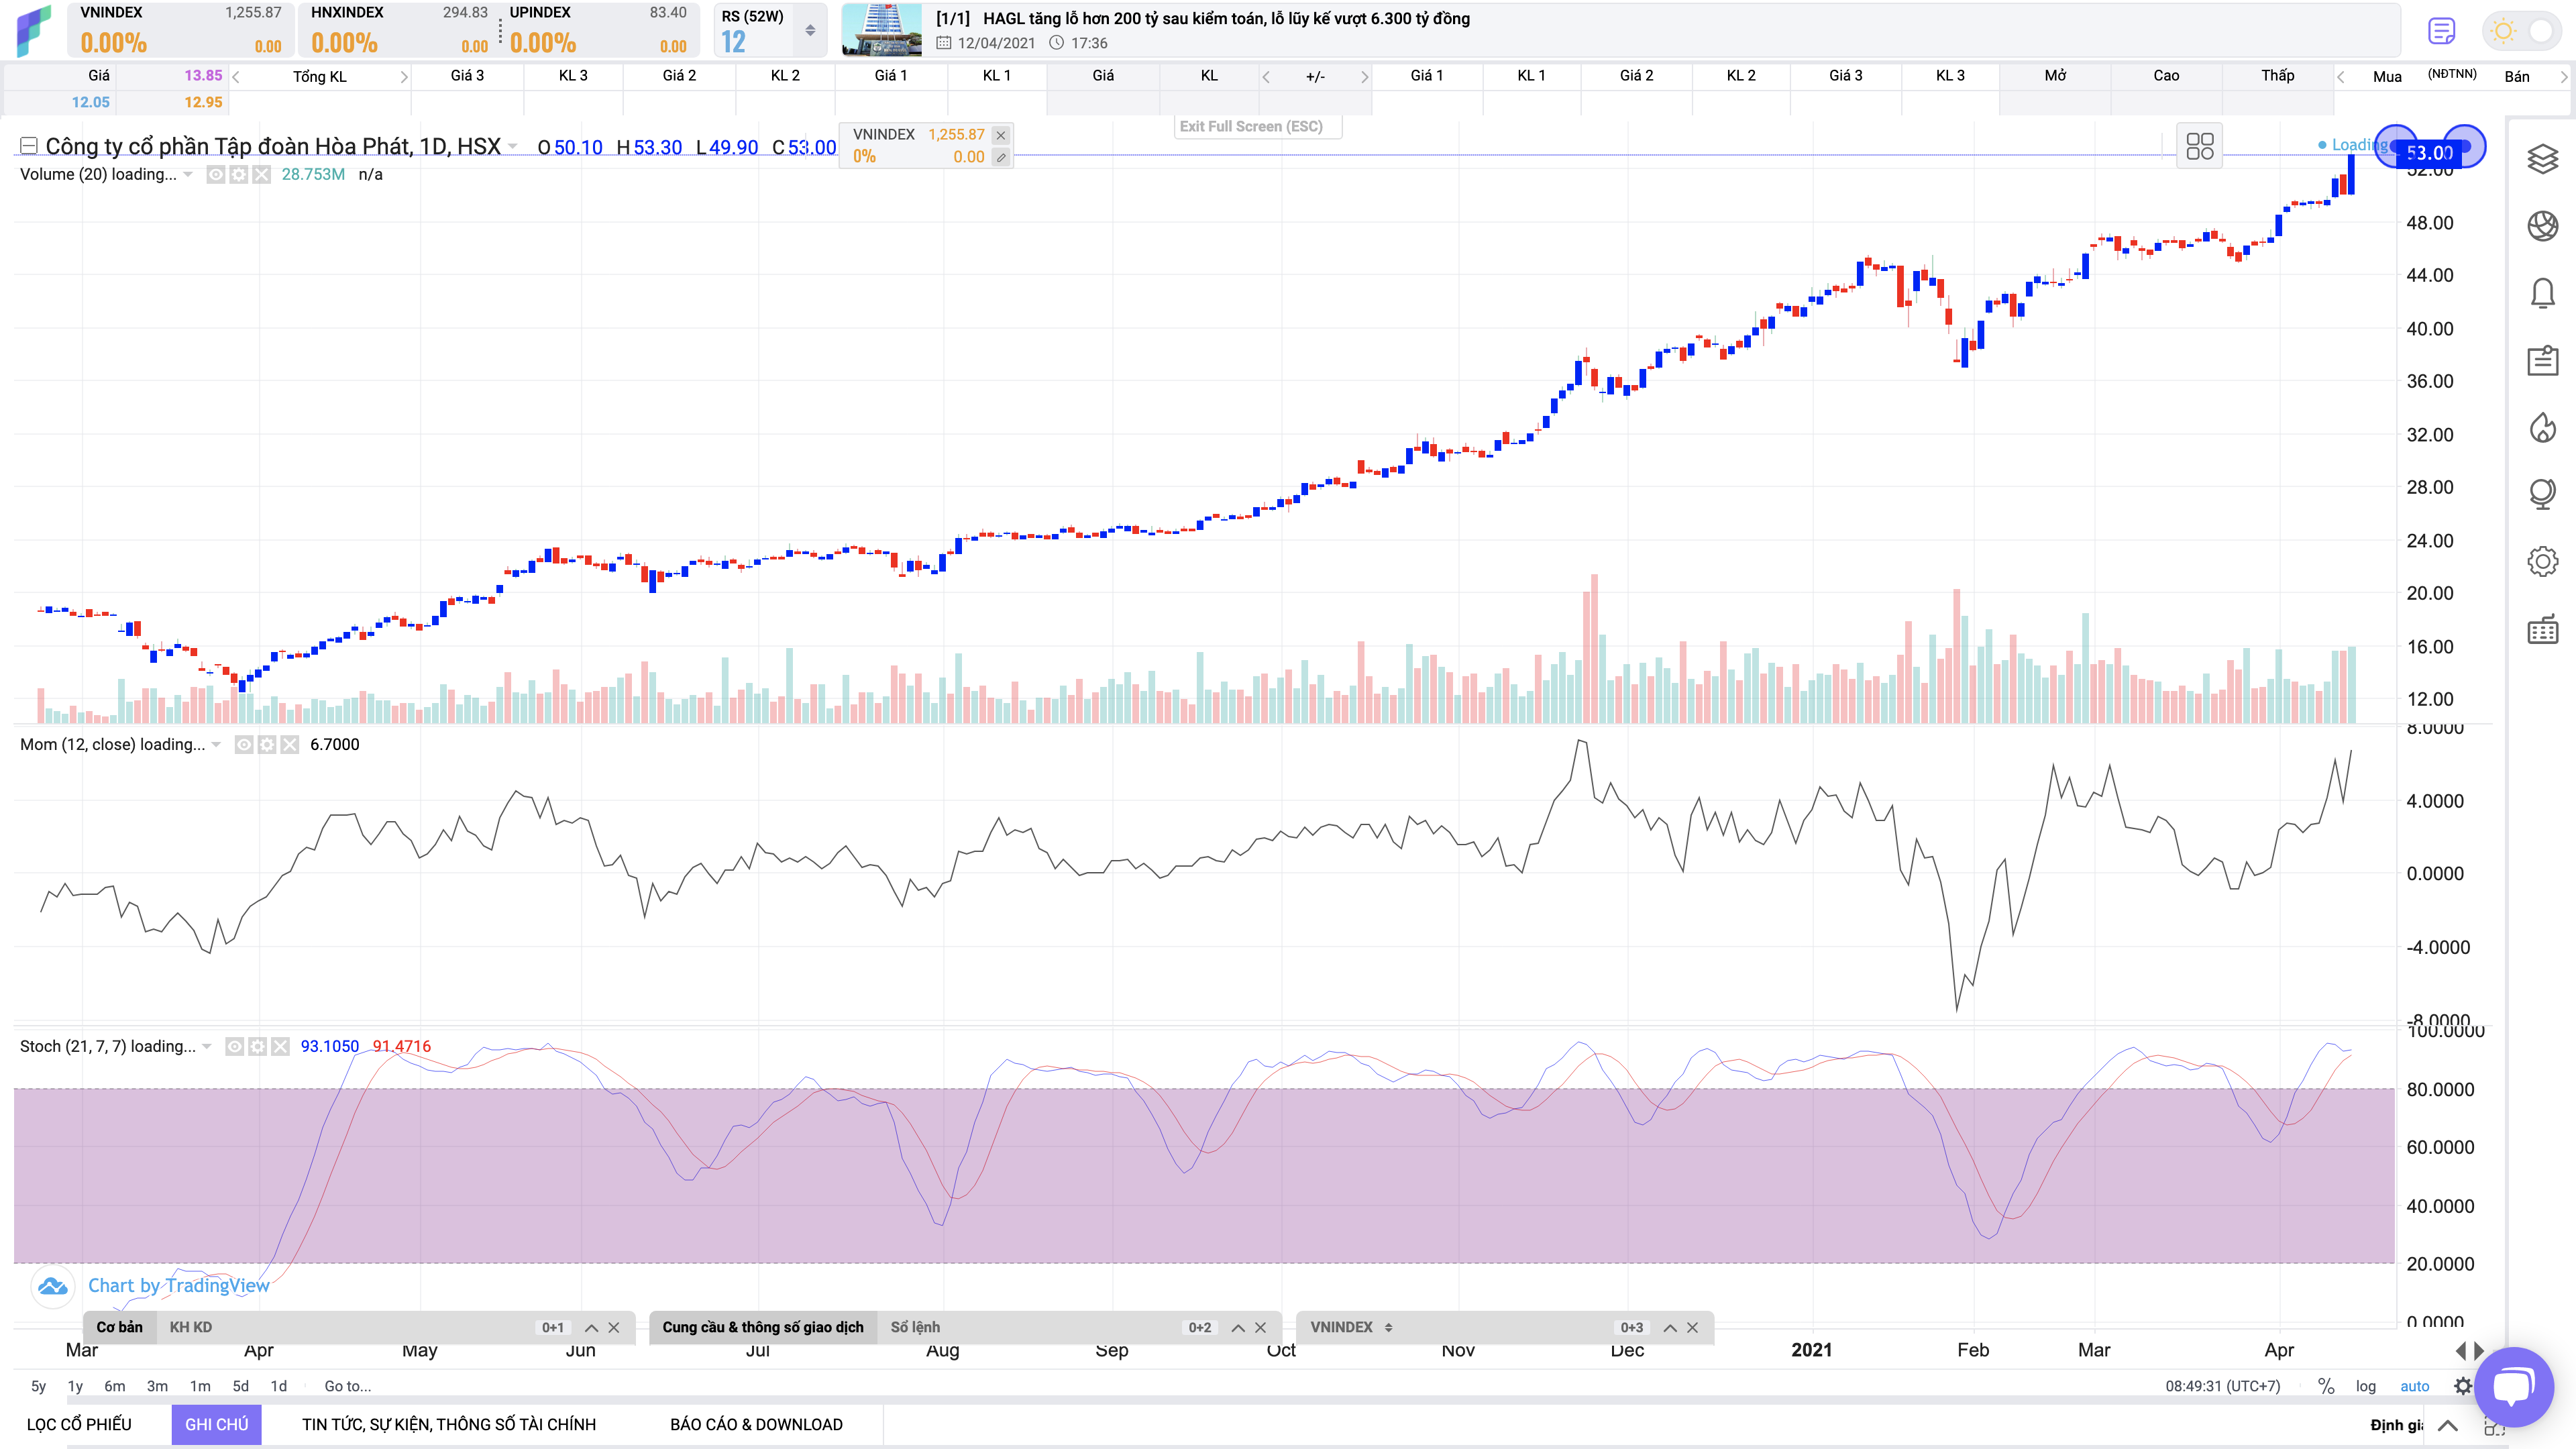 VNINDEX 1,255.87
0.00% 0.00
HNXINDEX 294.83
0.00% 0.00
UPINDEX 83.40
0.00% 0.00
RS (52W)
12
[1/1] HAGL tăng lỗ hơn 200 tỷ sau kiểm toán, lỗ lũy kế vượt 6.300 tỷ đồng
12/04/2021 17:36
Giá 13.85 Tổng KL Giá 3 KL 3 Giá 2 KL 2 Giá 1 KL 1 Giá KL +/- Giá 1 KL 1 Giá 2 KL 2 Giá 3 KL 3 Mở Cao Thấp Mua (NĐTNN) Bán
12.05 12.95
Exit Full Screen (ESC)
Công ty cổ phần Tập đoàn Hòa Phát, 1D, HSX O 50.10 H 53.30 L 49.90 C 53.00
VNINDEX 1,255.87
0% 0.00
Loading
53.00
Volume (20) loading... 28.753M n/a
52.00
48.00
44.00
40.00
36.00
32.00
28.00
24.00
20.00
16.00
12.00
Mom (12, close) loading... 6.7000
8.0000
4.0000
0.0000
-4.0000
-8.0000
Stoch (21, 7, 7) loading... 93.1050 91.4716
100.0000
80.0000
60.0000
40.0000
20.0000
0.0000
Chart by TradingView
Cơ bản KH KD 0+1
Cung cầu & thông số giao dịch Sổ lệnh 0+2
VNINDEX 0+3
Mar Apr May Jun Jul Aug Sep Oct Nov Dec 2021 Feb Mar Apr
5y 1y 6m 3m 1m 5d 1d Go to... 08:49:31 (UTC+7) % log auto
LỌC CỔ PHIẾU GHI CHÚ TIN TỨC, SỰ KIỆN, THÔNG SỐ TÀI CHÍNH BÁO CÁO & DOWNLOAD Định giá